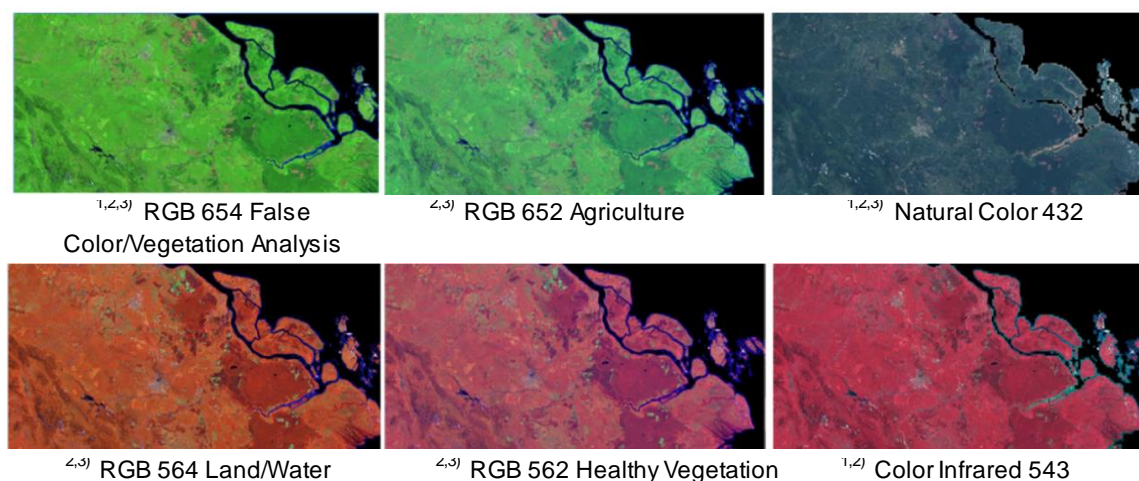 1,2,3) RGB 654 False
Color/Vegetation Analysis
2,3) RGB 652 Agriculture
1,2,3) Natural Color 432
2,3) RGB 564 Land/Water
2,3) RGB 562 Healthy Vegetation
1,2) Color Infrared 543